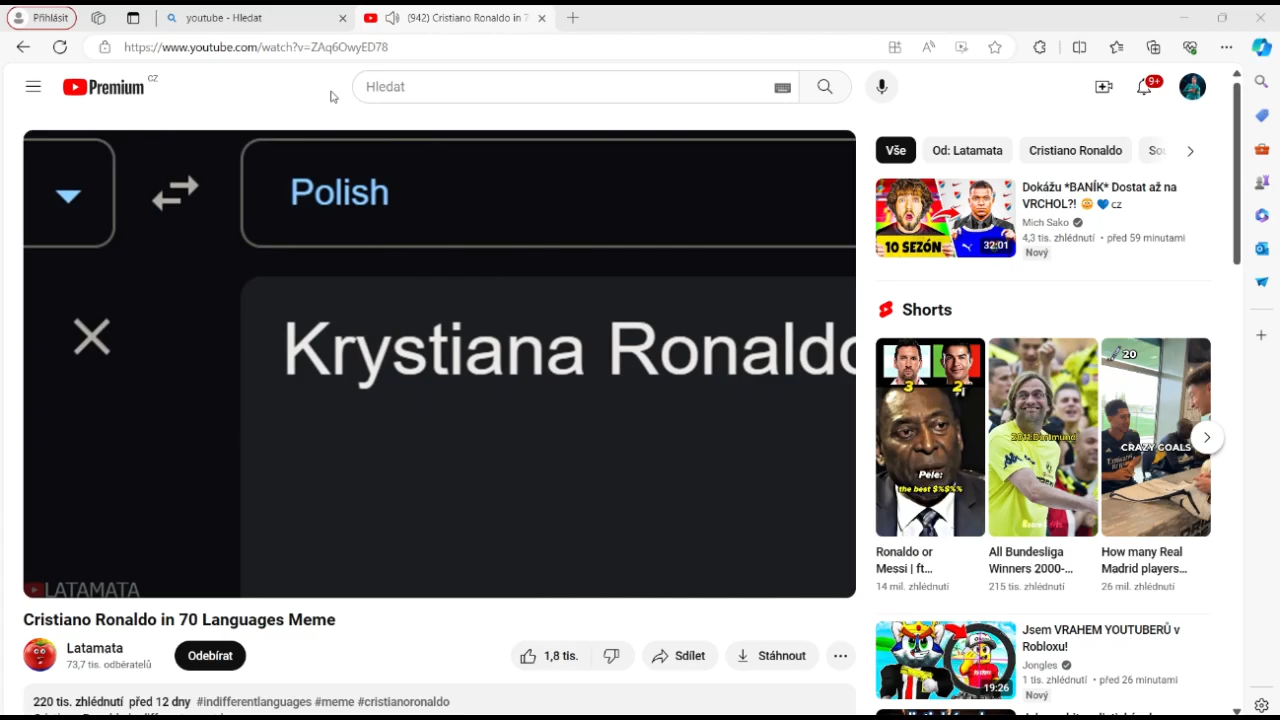 Přihlásit
youtube - Hledat
(942) Cristiano Ronaldo in 7
https://www.youtube.com/watch?v=ZAq6OwyED78
Premium CZ
Hledat
9+
Polish
Krystiana Ronaldo
LATAMATA
Cristiano Ronaldo in 70 Languages Meme
Latamata
73,7 tis. odběratelů
Odebírat
1,8 tis.
Sdílet
Stáhnout
220 tis. zhlédnutí před 12 dny #indifferentlanguages #meme #cristianoronaldo
Vše
Od: Latamata
Cristiano Ronaldo
10 SEZÓN
32:01
Dokážu *BANÍK* Dostat až na
VRCHOL?! 😳 💙 cz
Mich Sako
4,3 tis. zhlédnutí • před 59 minutami
Nový
Shorts
3
2
Pele:
the best $%$%%
2011:Dortmund
20
CRAZY GOALS
Ronaldo or
Messi | ft...
14 mil. zhlédnutí
All Bundesliga
Winners 2000-...
215 tis. zhlédnutí
How many Real
Madrid players...
26 mil. zhlédnutí
19:26
Jsem VRAHEM YOUTUBERŮ v
Robloxu!
Jongles
1 tis. zhlédnutí • před 26 minutami
Nový